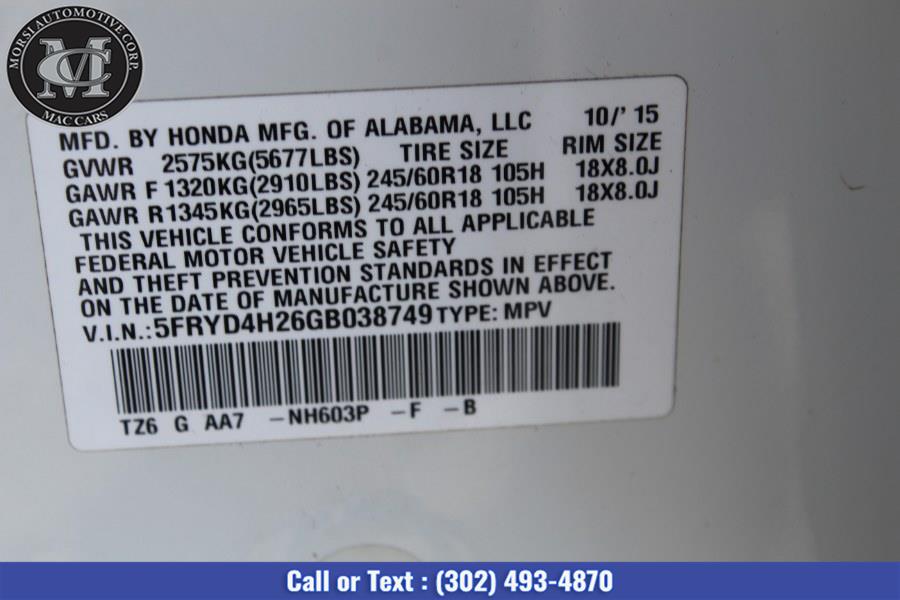 MORSI AUTOMOTIVE CORP.
MC
MAC CARS
MFD. BY HONDA MFG. OF ALABAMA, LLC 10/' 15
GVWR 2575KG(5677LBS) TIRE SIZE RIM SIZE
GAWR F 1320KG(2910LBS) 245/60R18 105H 18X8.0J
GAWR R1345KG(2965LBS) 245/60R18 105H 18X8.0J
THIS VEHICLE CONFORMS TO ALL APPLICABLE
FEDERAL MOTOR VEHICLE SAFETY
AND THEFT PREVENTION STANDARDS IN EFFECT
ON THE DATE OF MANUFACTURE SHOWN ABOVE.
V.I.N.:5FRYD4H26GB038749 TYPE: MPV
TZ6 G AA7 -NH603P -F -B
Call or Text : (302) 493-4870